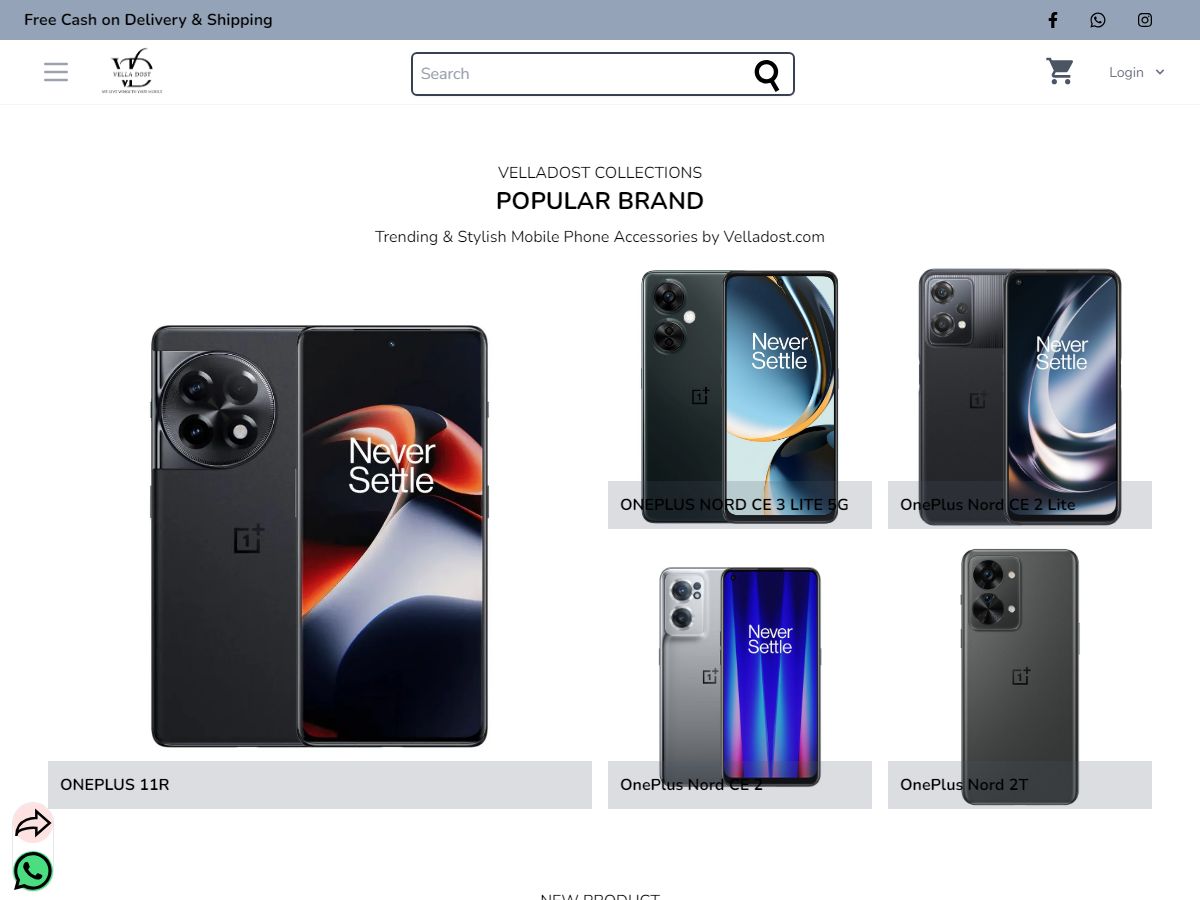 Free Cash on Delivery & Shipping
VELLA DOST
Search
Login
VELLADOST COLLECTIONS
POPULAR BRAND
Trending & Stylish Mobile Phone Accessories by Velladost.com
Never
Settle
ONEPLUS 11R
Never
Settle
ONEPLUS NORD CE 3 LITE 5G
Never
Settle
OnePlus Nord CE 2 Lite
Never
Settle
OnePlus Nord CE 2
OnePlus Nord 2T
NEW PRODUCT